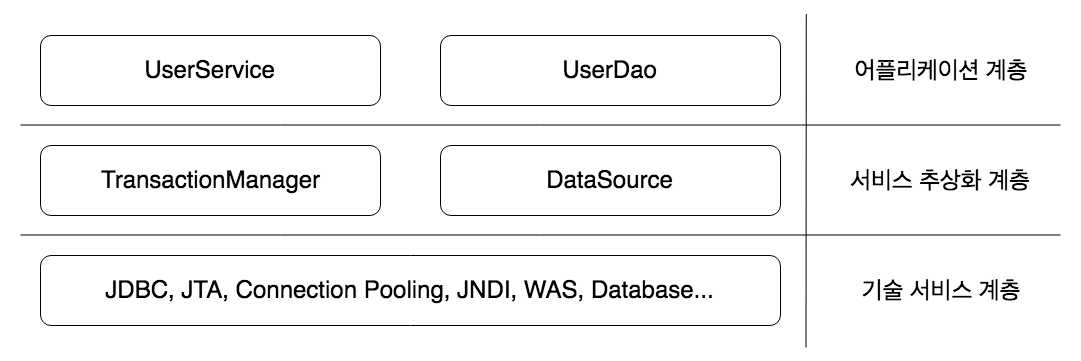 UserService
UserDao
어플리케이션 계층
TransactionManager
DataSource
서비스 추상화 계층
JDBC, JTA, Connection Pooling, JNDI, WAS, Database...
기술 서비스 계층